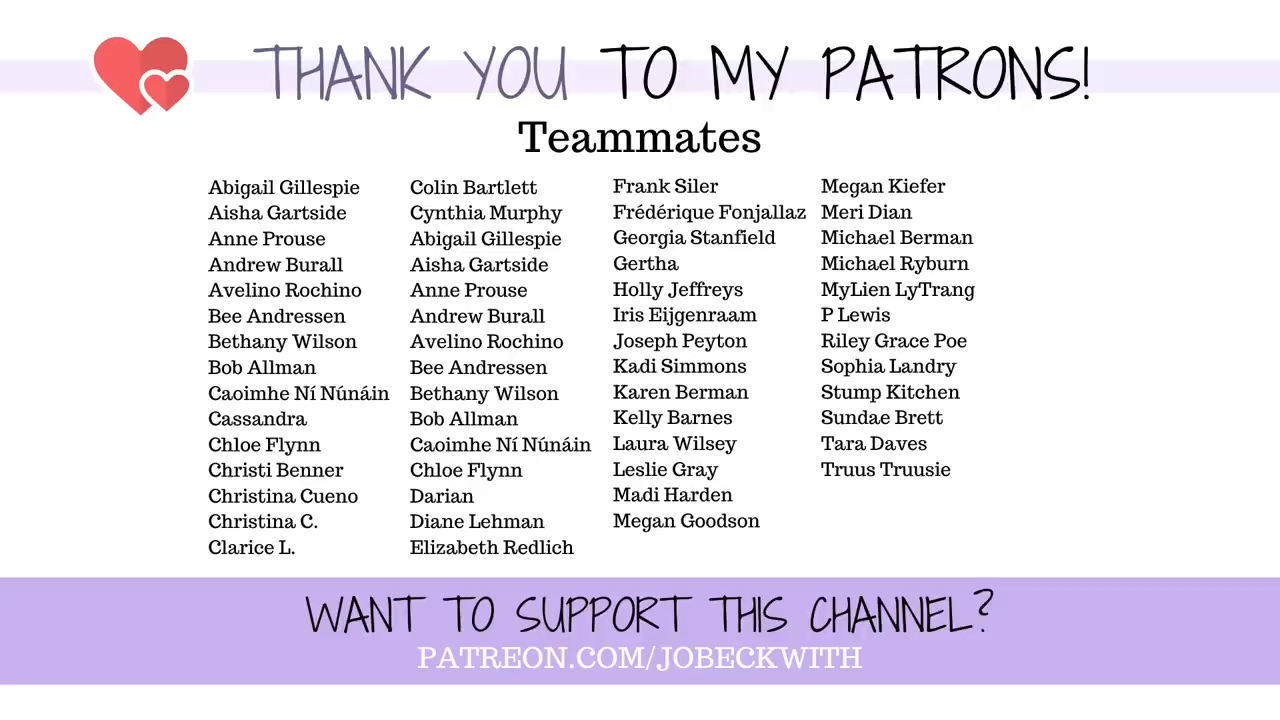 THANK YOU TO MY PATRONS!
Teammates
Abigail Gillespie
Aisha Gartside
Anne Prouse
Andrew Burall
Avelino Rochino
Bee Andressen
Bethany Wilson
Bob Allman
Caoimhe Ní Núnáin
Cassandra
Chloe Flynn
Christi Benner
Christina Cueno
Christina C.
Clarice L.
Colin Bartlett
Cynthia Murphy
Abigail Gillespie
Aisha Gartside
Anne Prouse
Andrew Burall
Avelino Rochino
Bee Andressen
Bethany Wilson
Bob Allman
Caoimhe Ní Núnáin
Chloe Flynn
Darian
Diane Lehman
Elizabeth Redlich
Frank Siler
Frédérique Fonjallaz
Georgia Stanfield
Gertha
Holly Jeffreys
Iris Eijgenraam
Joseph Peyton
Kadi Simmons
Karen Berman
Kelly Barnes
Laura Wilsey
Leslie Gray
Madi Harden
Megan Goodson
Megan Kiefer
Meri Dian
Michael Berman
Michael Ryburn
MyLien LyTrang
P Lewis
Riley Grace Poe
Sophia Landry
Stump Kitchen
Sundae Brett
Tara Daves
Truus Truusie
WANT TO SUPPORT THIS CHANNEL?
PATREON.COM/JOBECKWITH